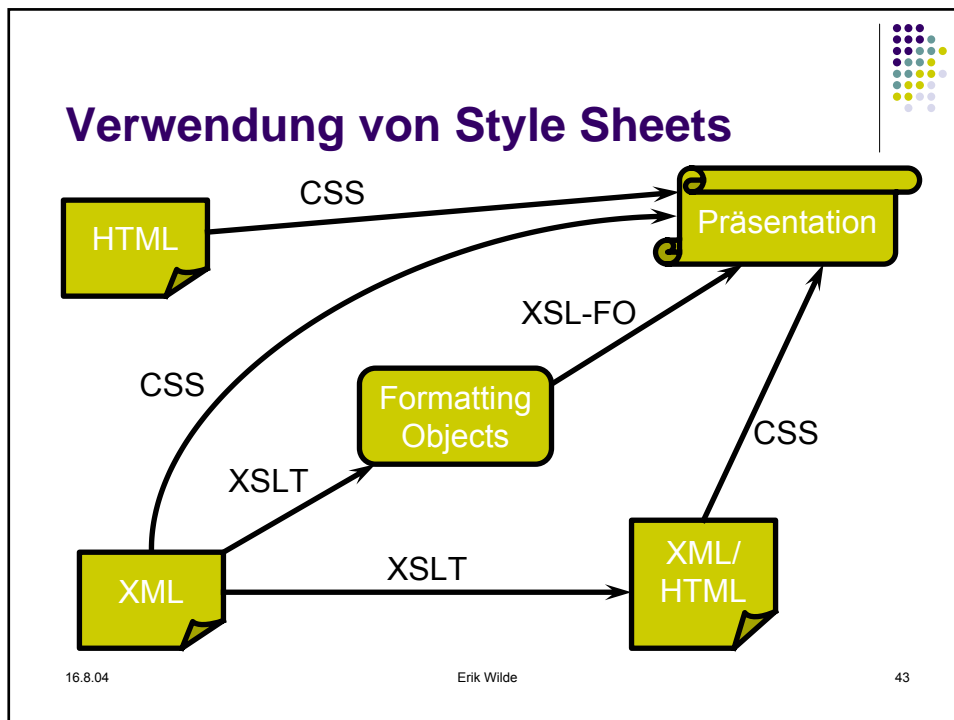 Verwendung von Style Sheets
CSS
HTML
Präsentation
XSL-FO
CSS
Formatting
Objects
CSS
XSLT
XML
XSLT
XML/
HTML
16.8.04
Erik Wilde
43